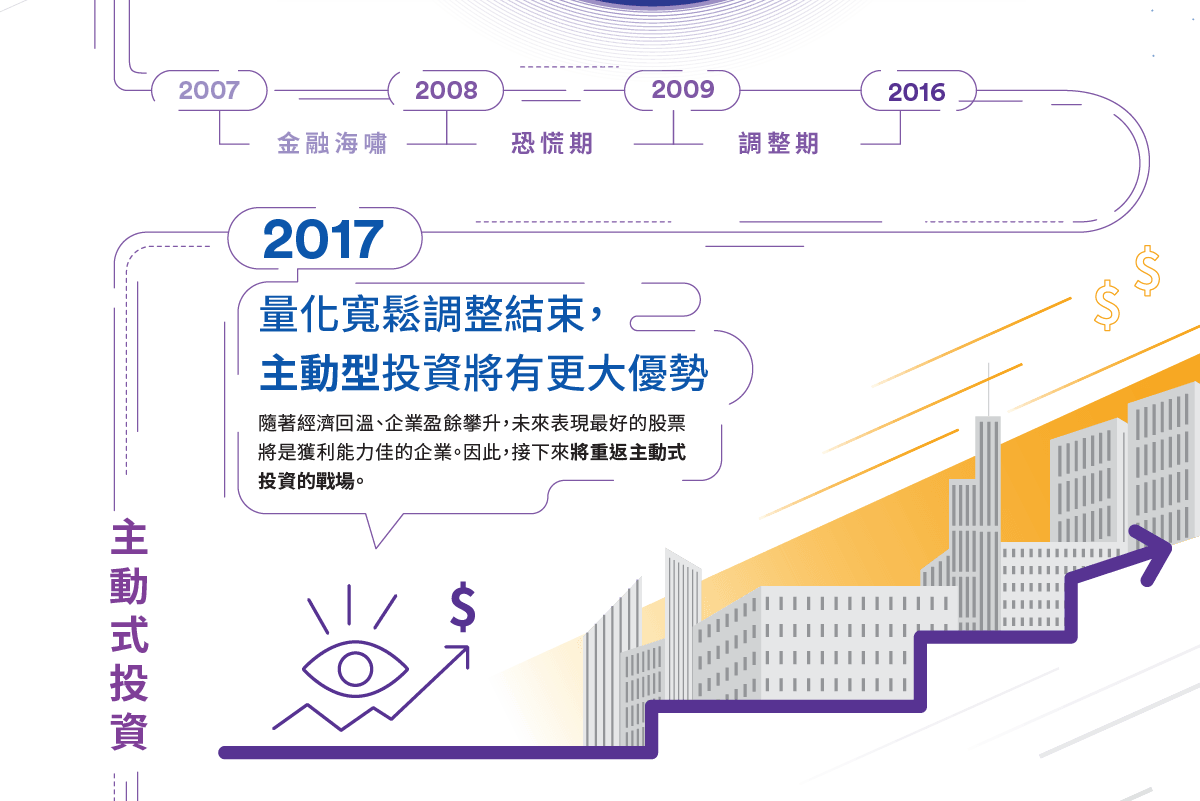 2007
2008
2009
2016
金融海嘯
恐慌期
調整期
2017
量化寬鬆調整結束，
主動型投資將有更大優勢
隨著經濟回溫、企業盈餘攀升，未來表現最好的股票
將是獲利能力佳的企業。因此，接下來將重返主動式
投資的戰場。
主動式投資
$
$
$